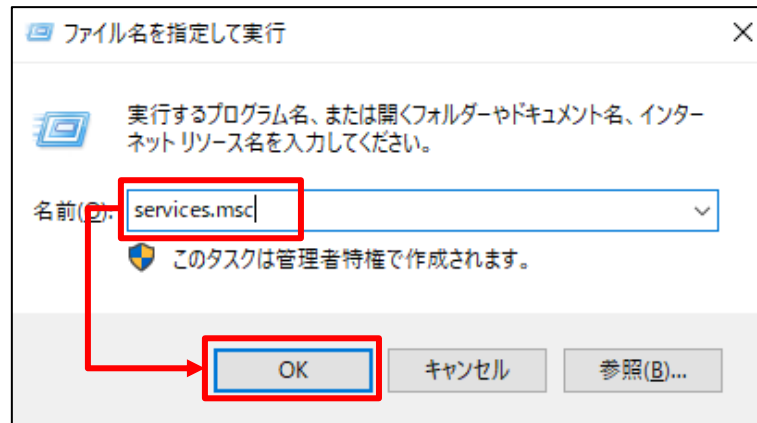 ファイル名を指定して実行
実行するプログラム名、または開くフォルダーやドキュメント名、インター
ネット リソース名を入力してください。
名前(O): services.msc
このタスクは管理者特権で作成されます。
OK キャンセル 参照(B)...